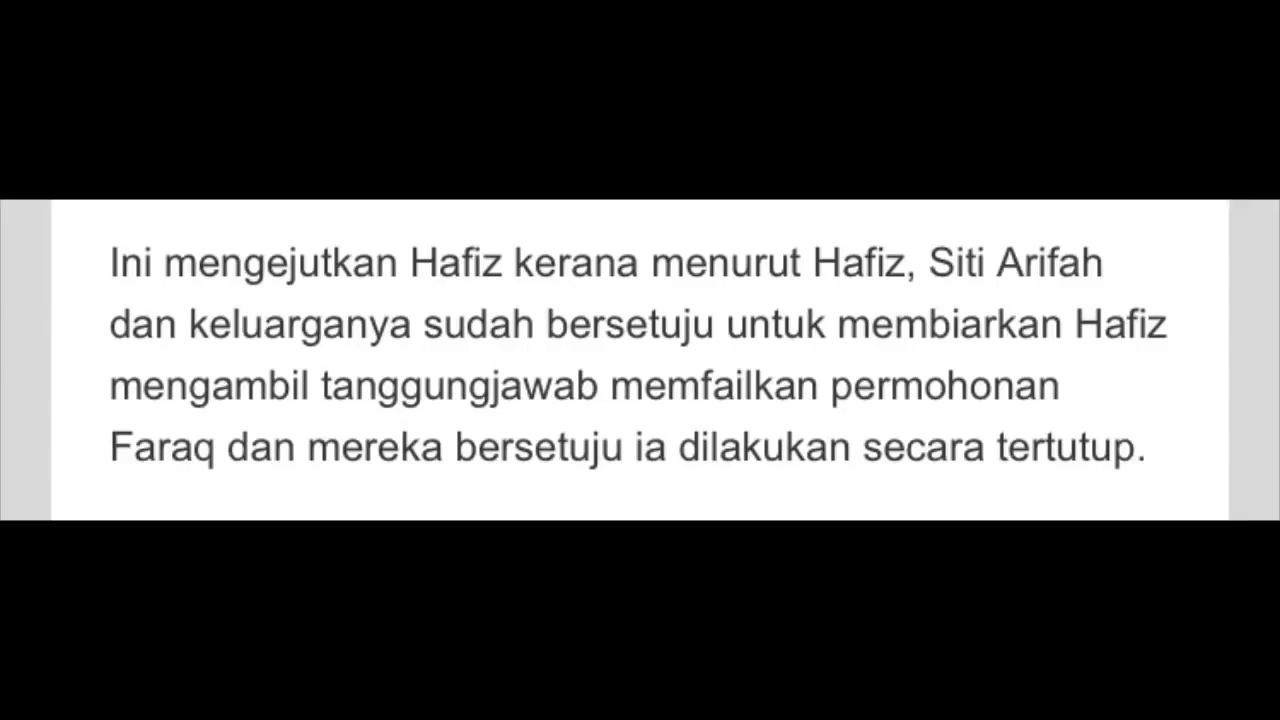 Ini mengejutkan Hafiz kerana menurut Hafiz, Siti Arifah
dan keluarganya sudah bersetuju untuk membiarkan Hafiz
mengambil tanggungjawab memfailkan permohonan
Faraq dan mereka bersetuju ia dilakukan secara tertutup.